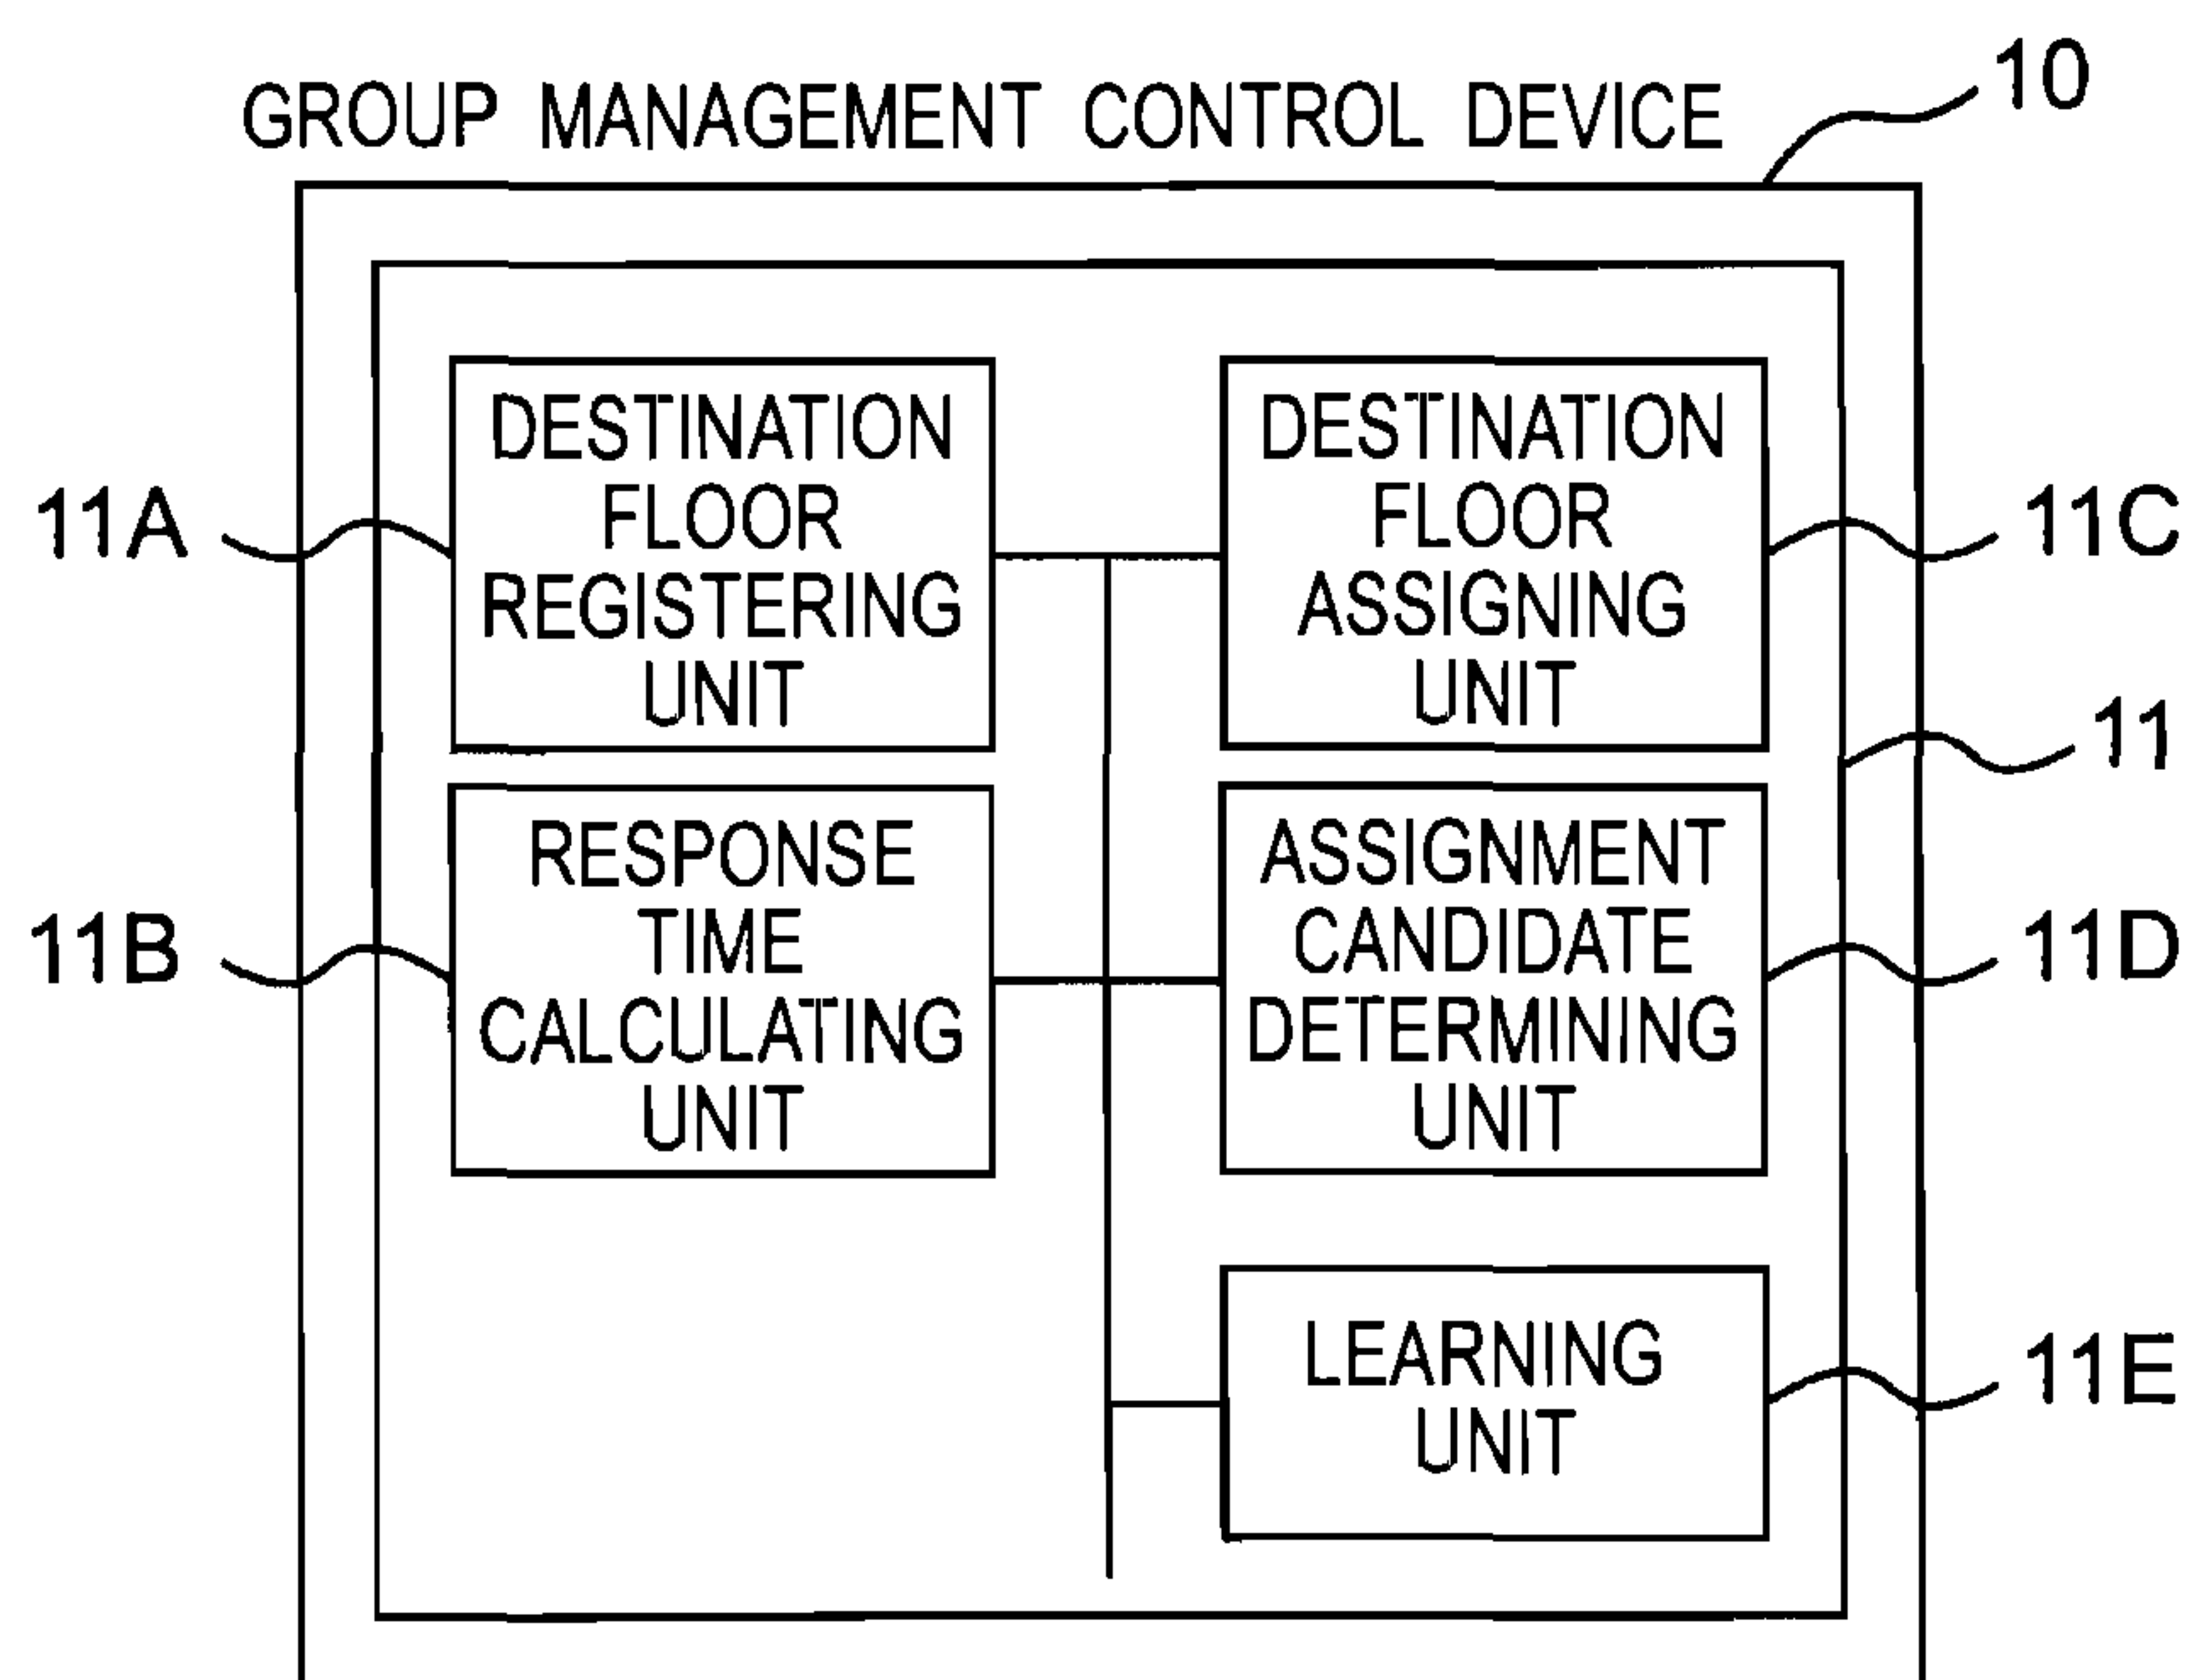 GROUP MANAGEMENT CONTROL DEVICE
10
DESTINATION
FLOOR
REGISTERING
UNIT
11A
DESTINATION
FLOOR
ASSIGNING
UNIT
11C
11
RESPONSE
TIME
CALCULATING
UNIT
11B
ASSIGNMENT
CANDIDATE
DETERMINING
UNIT
11D
LEARNING
UNIT
11E